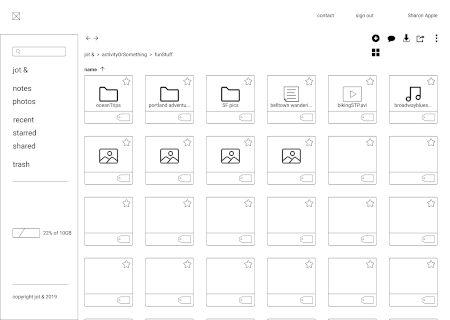 contact sign out Sharon Apple
jot & > activityOrSomething > funStuff
name
jot &
notes
photos
recent
starred
shared
trash
22% of 10GB
copyright jot & 2019
oceanTrips portland adventu... SF pics belltown wanderi... bikingSTP.avi broadwayblues...